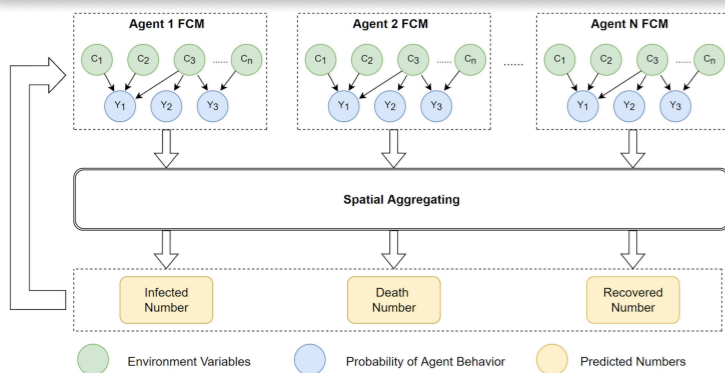 Agent 1 FCM
Agent 2 FCM
Agent N FCM
C1 C2 C3 ...... Cn
C1 C2 C3 ...... Cn
......
C1 C2 C3 ...... Cn
Y1 Y2 Y3
Y1 Y2 Y3
Y1 Y2 Y3
Spatial Aggregating
Infected
Number
Death
Number
Recovered
Number
Environment Variables
Probability of Agent Behavior
Predicted Numbers